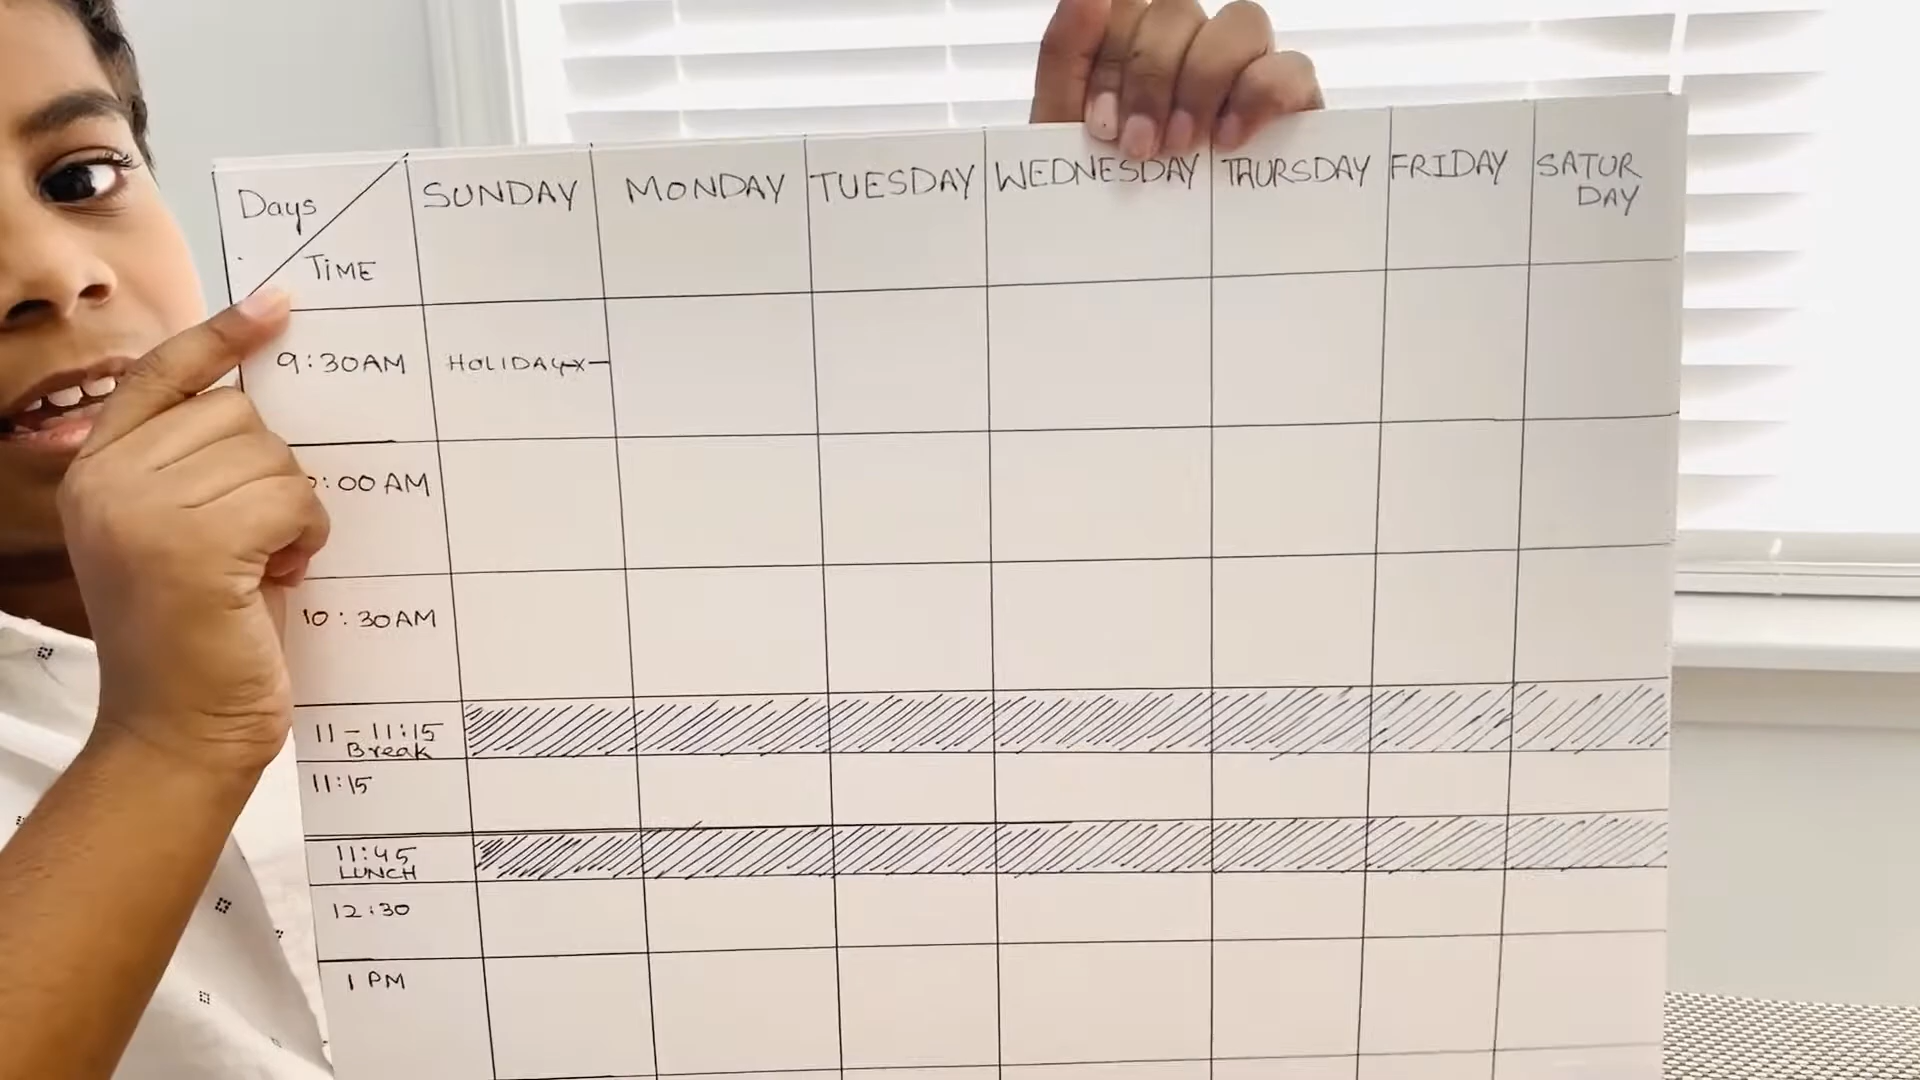 Days
TIME
SUNDAY
MONDAY
TUESDAY
WEDNESDAY
THURSDAY
FRIDAY
SATUR
DAY
9:30AM
HOLIDAY-x-
:00 AM
10:30AM
11-11:15
Break
11:15
11:45
LUNCH
12:30
1 PM